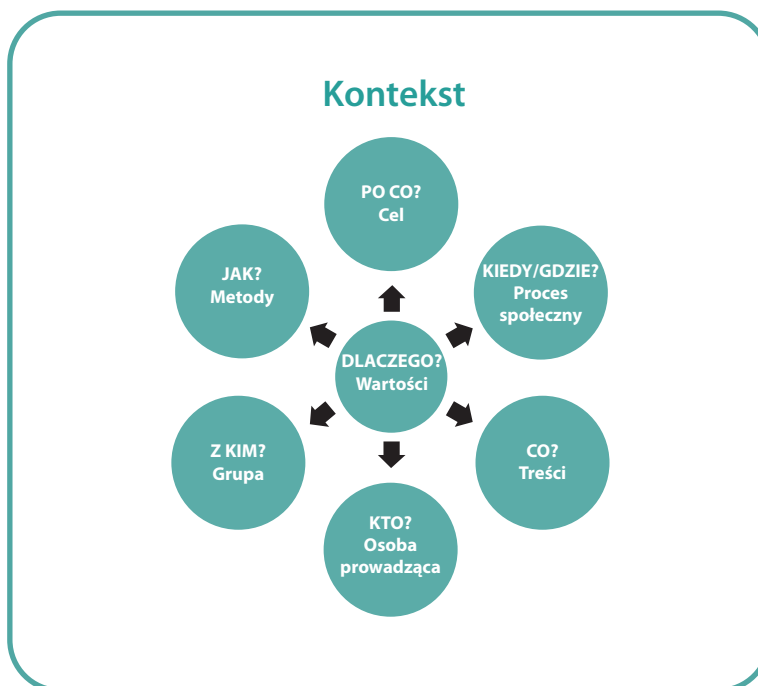 Kontekst
PO CO?
Cel
JAK?
Metody
KIEDY/GDZIE?
Proces
społeczny
DLACZEGO?
Wartości
Z KIM?
Grupa
CO?
Treści
KTO?
Osoba
prowadząca